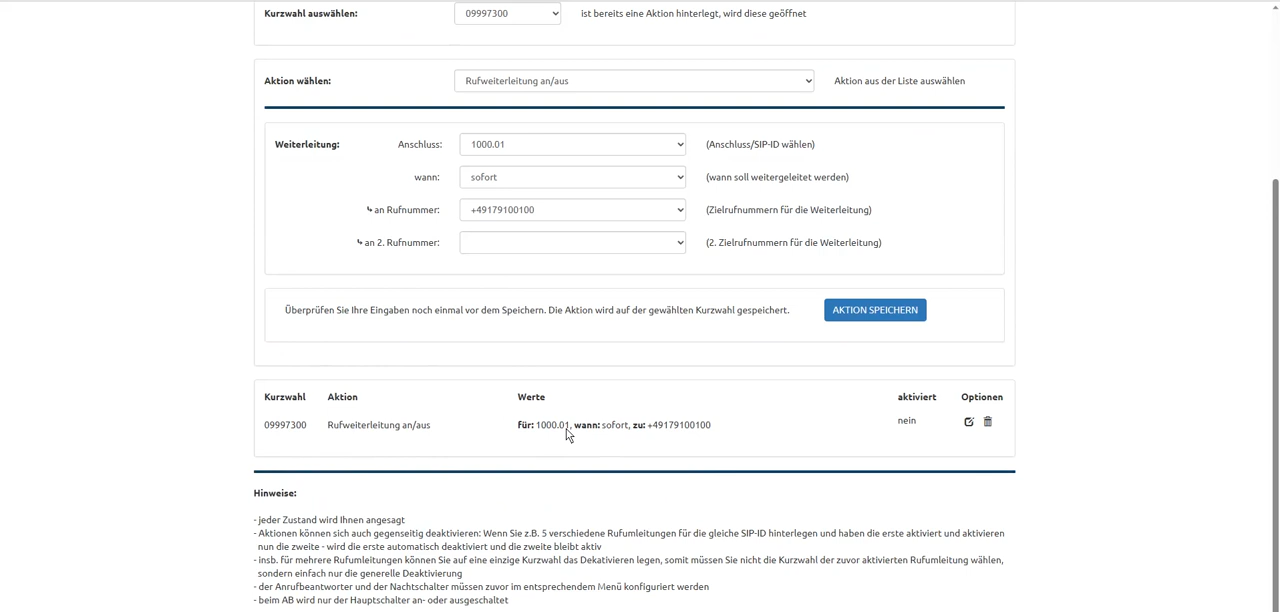 Kurzwahl auswählen: 09997300 ist bereits eine Aktion hinterlegt, wird diese geöffnet
Aktion wählen: Rufweiterleitung an/aus Aktion aus der Liste auswählen
Weiterleitung: Anschluss: 1000.01 (Anschluss/SIP-ID wählen)
wann: sofort (wann soll weitergeleitet werden)
↳ an Rufnummer: +49179100100 (Zielrufnummern für die Weiterleitung)
↳ an 2. Rufnummer: (2. Zielrufnummern für die Weiterleitung)
Überprüfen Sie Ihre Eingaben noch einmal vor dem Speichern. Die Aktion wird auf der gewählten Kurzwahl gespeichert. AKTION SPEICHERN
Kurzwahl Aktion Werte aktiviert Optionen
09997300 Rufweiterleitung an/aus für: 1000.01, wann: sofort, zu: +49179100100 nein
Hinweise:
- jeder Zustand wird Ihnen angesagt
- Aktionen können sich auch gegenseitig deaktivieren: Wenn Sie z.B. 5 verschiedene Rufumleitungen für die gleiche SIP-ID hinterlegen und haben die erste aktiviert und aktivieren
nun die zweite - wird die erste automatisch deaktiviert und die zweite bleibt aktiv
- insb. für mehrere Rufumleitungen können Sie auf eine einzige Kurzwahl das Dekativieren legen, somit müssen Sie nicht die Kurzwahl der zuvor aktivierten Rufumleitung wählen,
sondern einfach nur die generelle Deaktivierung
- der Anrufbeantworter und der Nachtschalter müssen zuvor im entsprechendem Menü konfiguriert werden
- beim AB wird nur der Hauptschalter an- oder ausgeschaltet